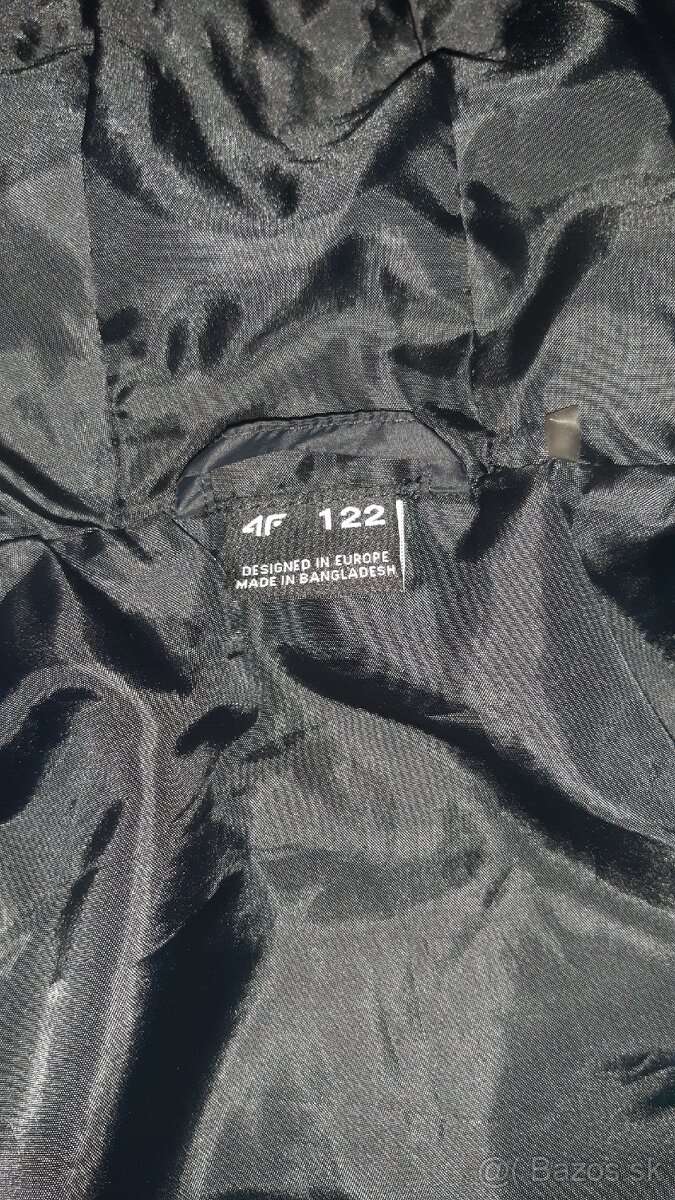 4F 122
DESIGNED IN EUROPE
MADE IN BANGLADESH
@( Bazos.sk